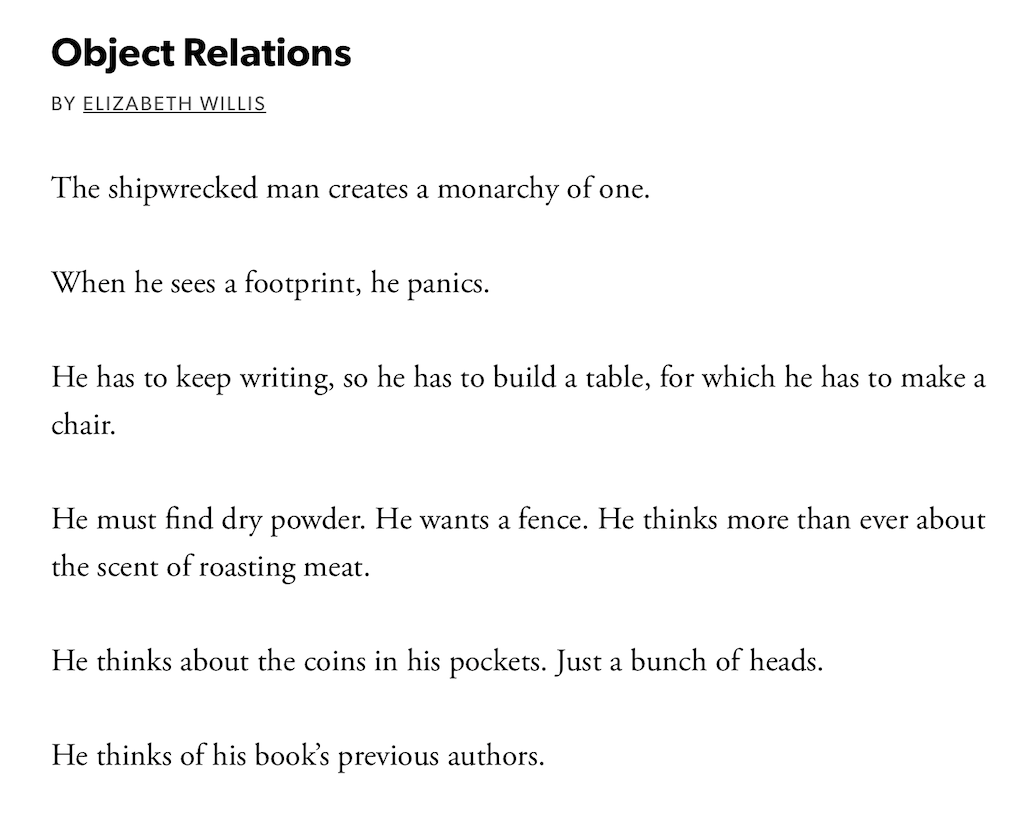 Object Relations
BY ELIZABETH WILLIS
The shipwrecked man creates a monarchy of one.
When he sees a footprint, he panics.
He has to keep writing, so he has to build a table, for which he has to make a
chair.
He must find dry powder. He wants a fence. He thinks more than ever about
the scent of roasting meat.
He thinks about the coins in his pockets. Just a bunch of heads.
He thinks of his book’s previous authors.